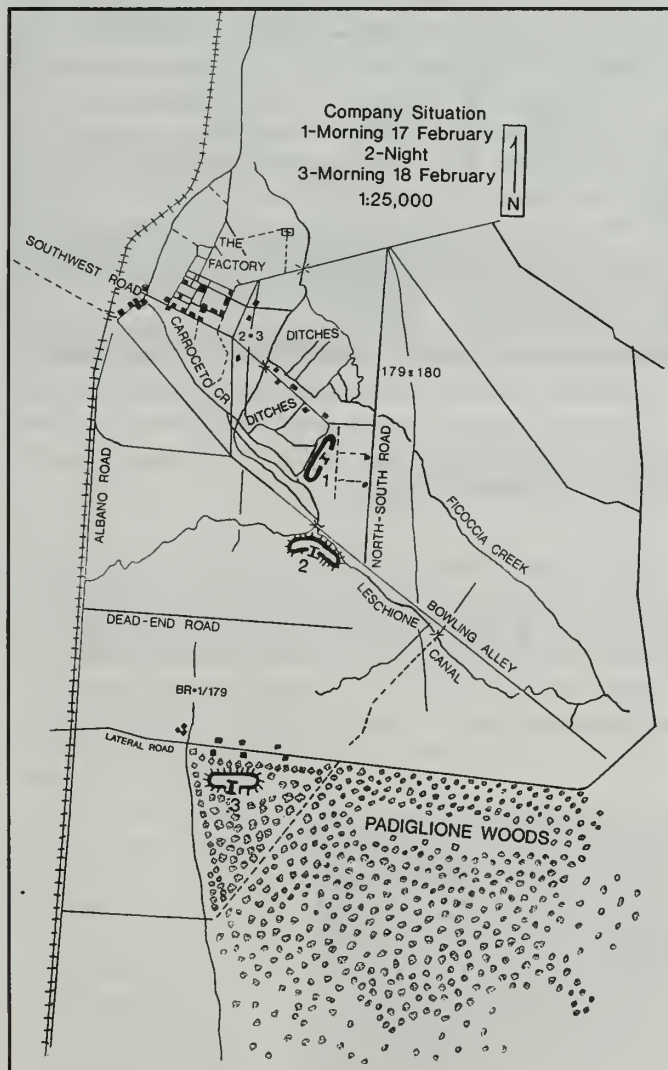 Company Situation
1-Morning 17 February
2-Night
3-Morning 18 February
1:25,000
N
THE
FACTORY
SOUTHWEST ROAD
CARROCETO CR
2•3
DITCHES
179 180
DITCHES
I
1
ALBANO ROAD
NORTH-SOUTH ROAD
FICOCCIA CREEK
I
2
LESCHIONE
CANAL
BOWLING ALLEY
DEAD-END ROAD
BR•1/179
LATERAL ROAD
I
3
PADIGLIONE WOODS